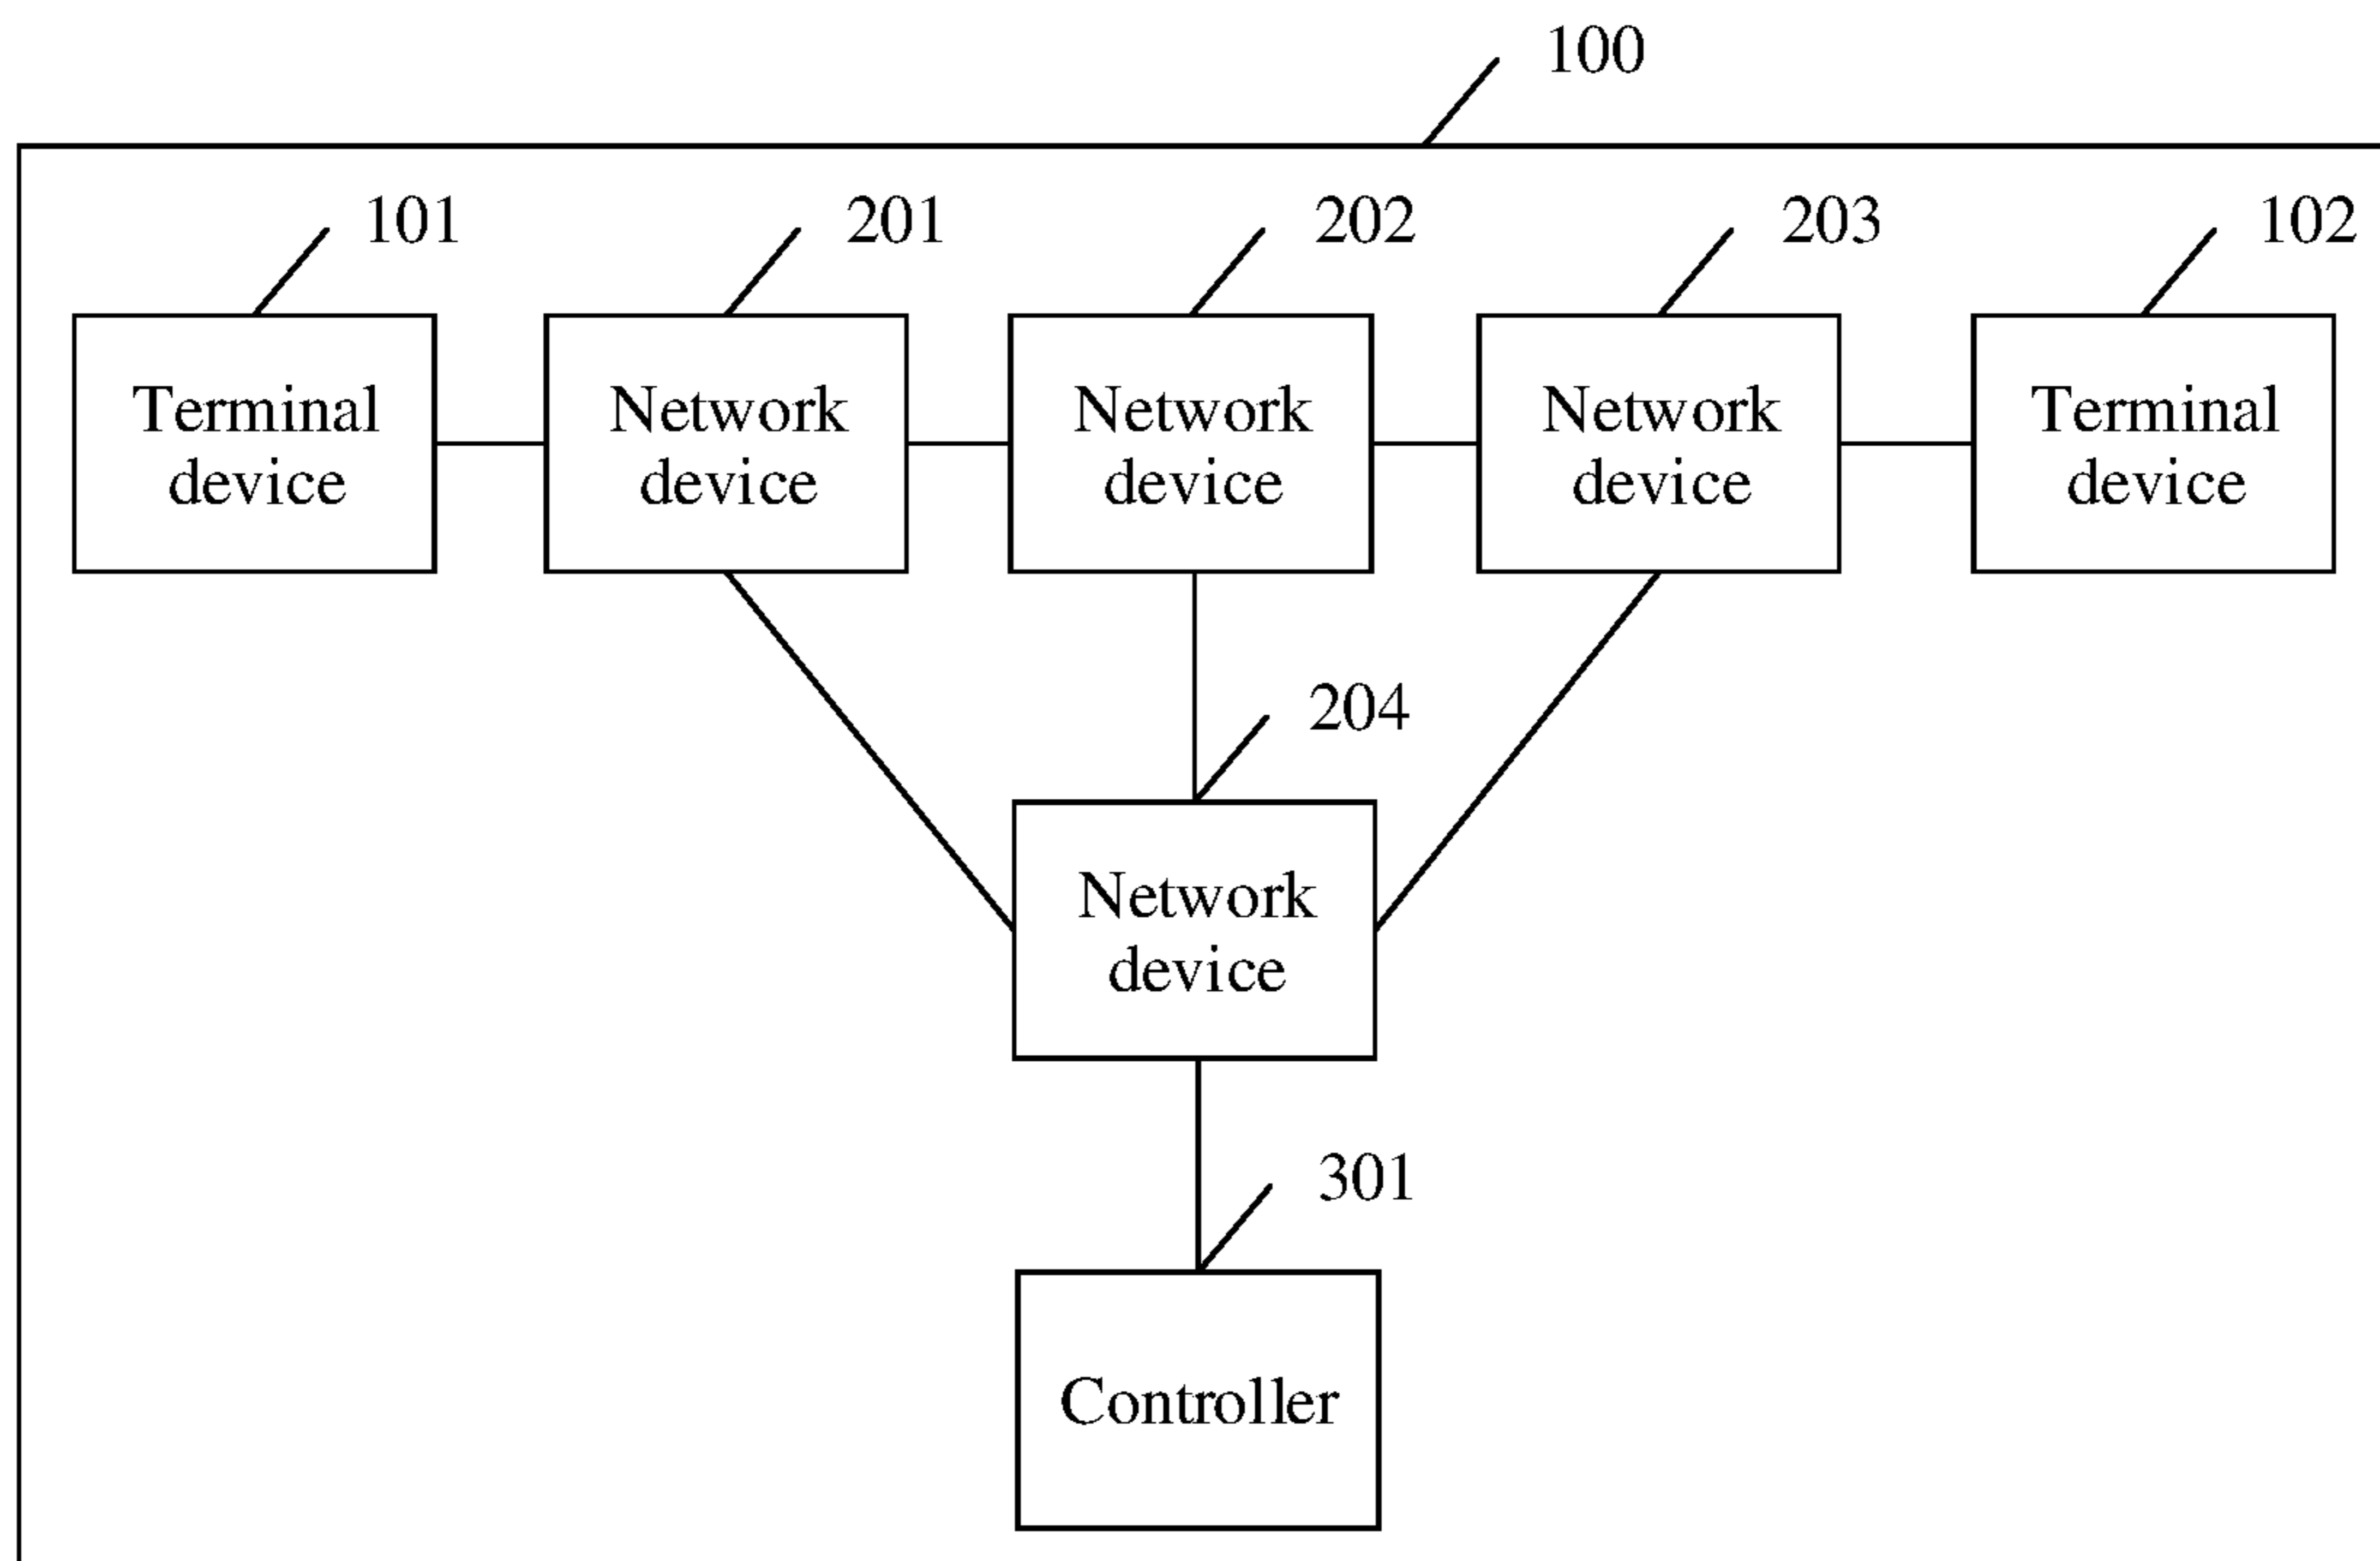 100
101
201
202
203
102
Terminal
device
Network
device
Network
device
Network
device
Terminal
device
204
Network
device
301
Controller